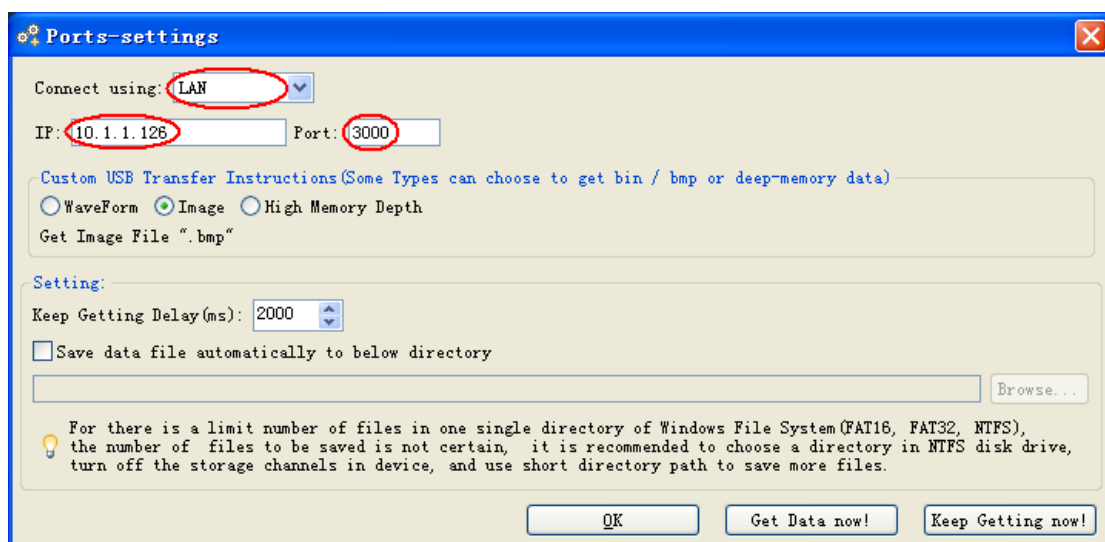 Ports-settings
Connect using: LAN
IP: 10.1.1.126 Port: 3000
Custom USB Transfer Instructions(Some Types can choose to get bin / bmp or deep-memory data)
WaveForm Image High Memory Depth
Get Image File ".bmp"
Setting:
Keep Getting Delay(ms): 2000
Save data file automatically to below directory
Browse...
For there is a limit number of files in one single directory of Windows File System(FAT16, FAT32, NTFS),
the number of files to be saved is not certain, it is recommended to choose a directory in NTFS disk drive,
turn off the storage channels in device, and use short directory path to save more files.
OK Get Data now! Keep Getting now!